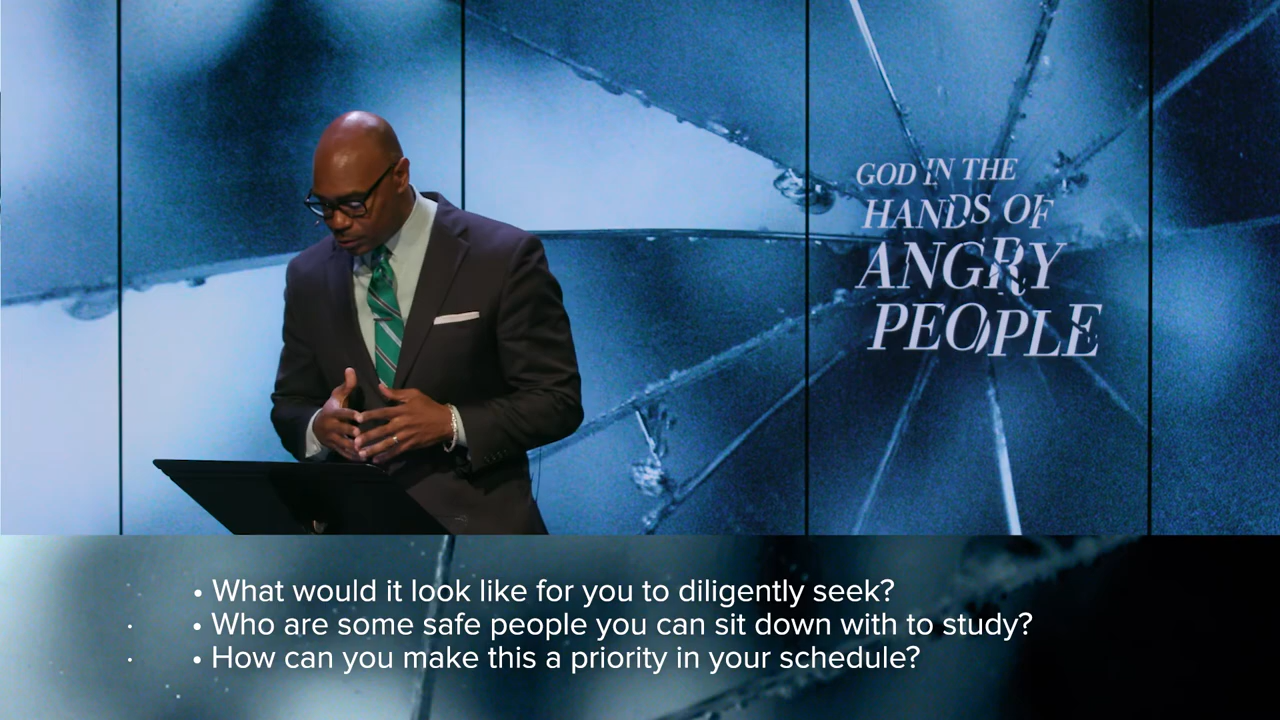 GOD IN THE
HANDS OF
ANGRY
PEOPLE
• What would it look like for you to diligently seek?
• Who are some safe people you can sit down with to study?
• How can you make this a priority in your schedule?